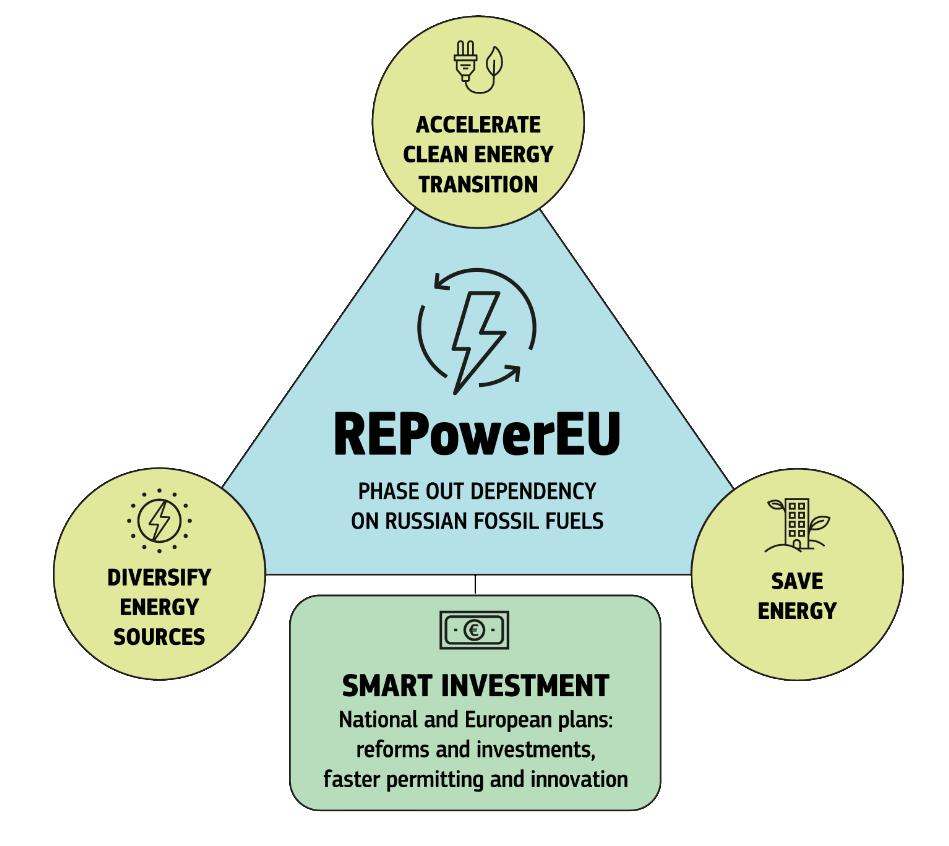 ACCELERATE
CLEAN ENERGY
TRANSITION
REPowerEU
PHASE OUT DEPENDENCY
ON RUSSIAN FOSSIL FUELS
DIVERSIFY
ENERGY
SOURCES
SAVE
ENERGY
€
SMART INVESTMENT
National and European plans:
reforms and investments,
faster permitting and innovation